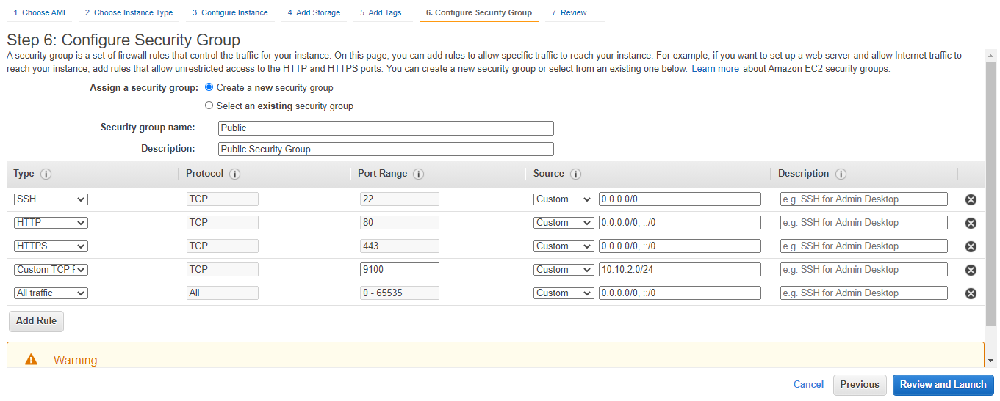 1. Choose AMI 2. Choose Instance Type 3. Configure Instance 4. Add Storage 5. Add Tags 6. Configure Security Group 7. Review
Step 6: Configure Security Group
A security group is a set of firewall rules that control the traffic for your instance. On this page, you can add rules to allow specific traffic to reach your instance. For example, if you want to set up a web server and allow Internet traffic to
reach your instance, add rules that allow unrestricted access to the HTTP and HTTPS ports. You can create a new security group or select from an existing one below. Learn more about Amazon EC2 security groups.
Assign a security group: Create a new security group
Select an existing security group
Security group name: Public
Description: Public Security Group
Type Protocol Port Range Source Description
SSH TCP 22 Custom 0.0.0.0/0 e.g. SSH for Admin Desktop
HTTP TCP 80 Custom 0.0.0.0/0, ::/0 e.g. SSH for Admin Desktop
HTTPS TCP 443 Custom 0.0.0.0/0, ::/0 e.g. SSH for Admin Desktop
Custom TCP TCP 9100 Custom 10.10.2.0/24 e.g. SSH for Admin Desktop
All traffic All 0 - 65535 Custom 0.0.0.0/0, ::/0 e.g. SSH for Admin Desktop
Add Rule
Warning
Cancel Previous Review and Launch